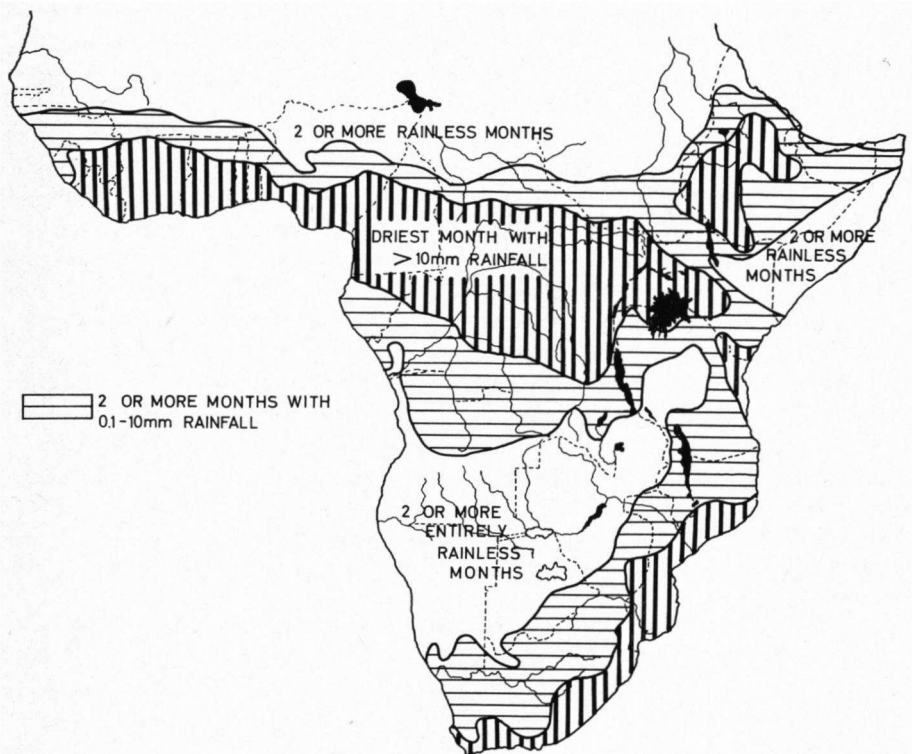 2 OR MORE RAINLESS MONTHS
DRIEST MONTH WITH
> 10mm RAINFALL
2 OR MORE
RAINLESS
MONTHS
2 OR MORE MONTHS WITH
0.1-10mm RAINFALL
2 OR MORE
ENTIRELY
RAINLESS
MONTHS